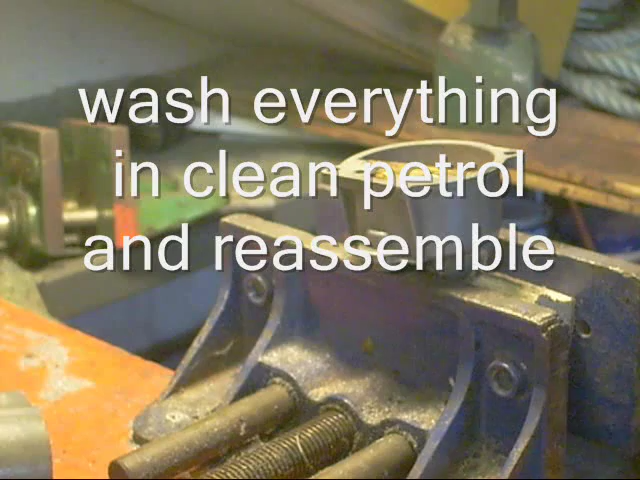 wash everything
in clean petrol
and reassemble